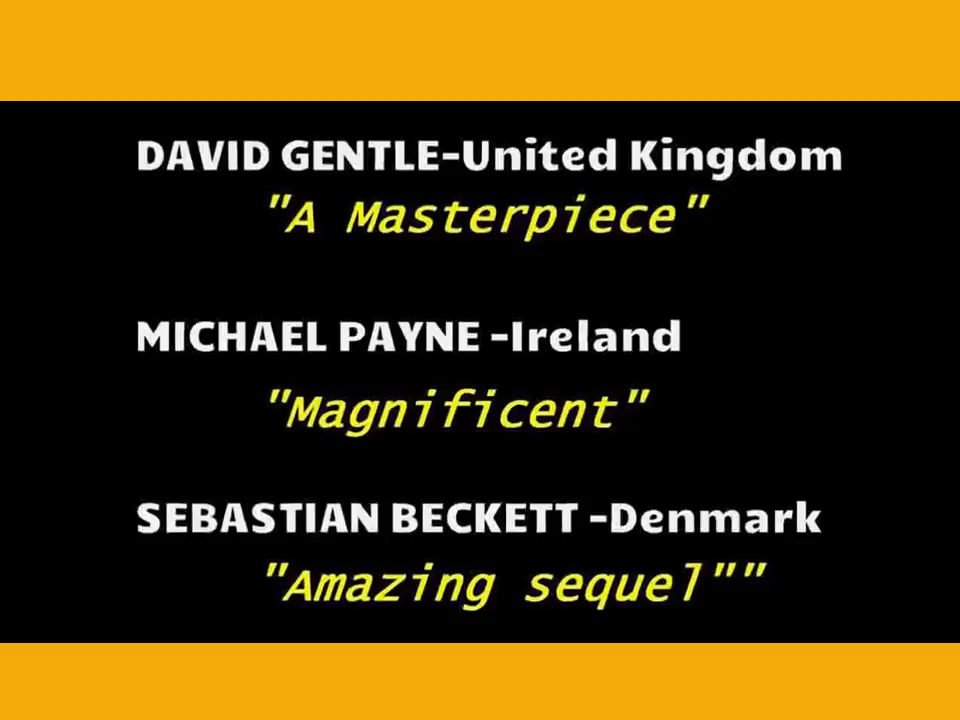 DAVID GENTLE-United Kingdom
"A Masterpiece"
MICHAEL PAYNE -Ireland
"Magnificent"
SEBASTIAN BECKETT -Denmark
"Amazing sequel""